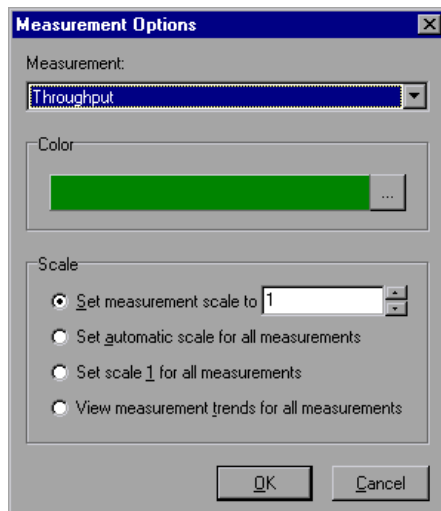 Measurement Options
Measurement:
Throughput
Color
...
Scale
Set measurement scale to 1
Set automatic scale for all measurements
Set scale 1 for all measurements
View measurement trends for all measurements
OK Cancel